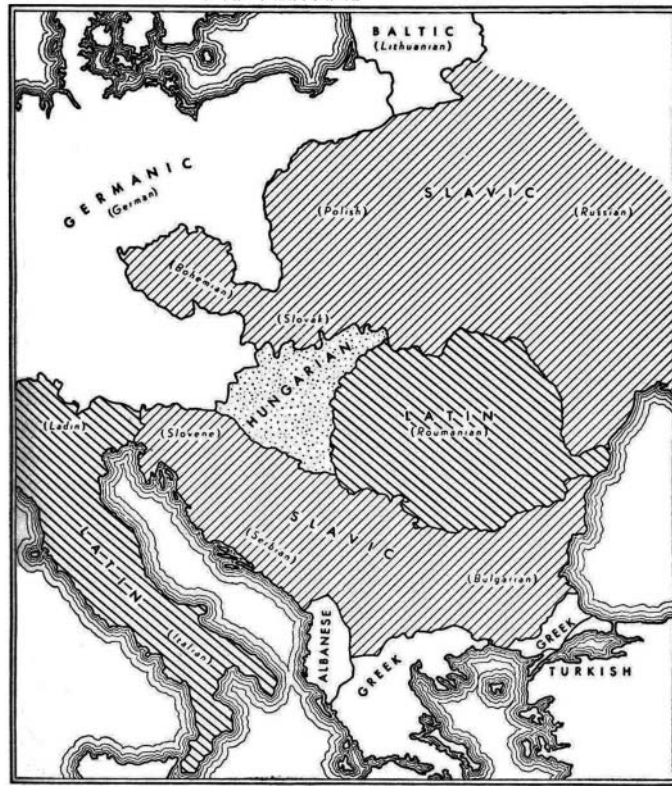 BALTIC
(Lithuanian)
GERMANIC
(German)
SLAVIC
(Polish)
(Russian)
(Bohemian)
(Slovak)
HUNGARIAN
LATIN
(Roumanian)
(Ladin)
(Slovene)
SLAVIC
(Serbian)
(Bulgarian)
LATIN
(Italian)
ALBANESE
GREEK
GREEK
TURKISH